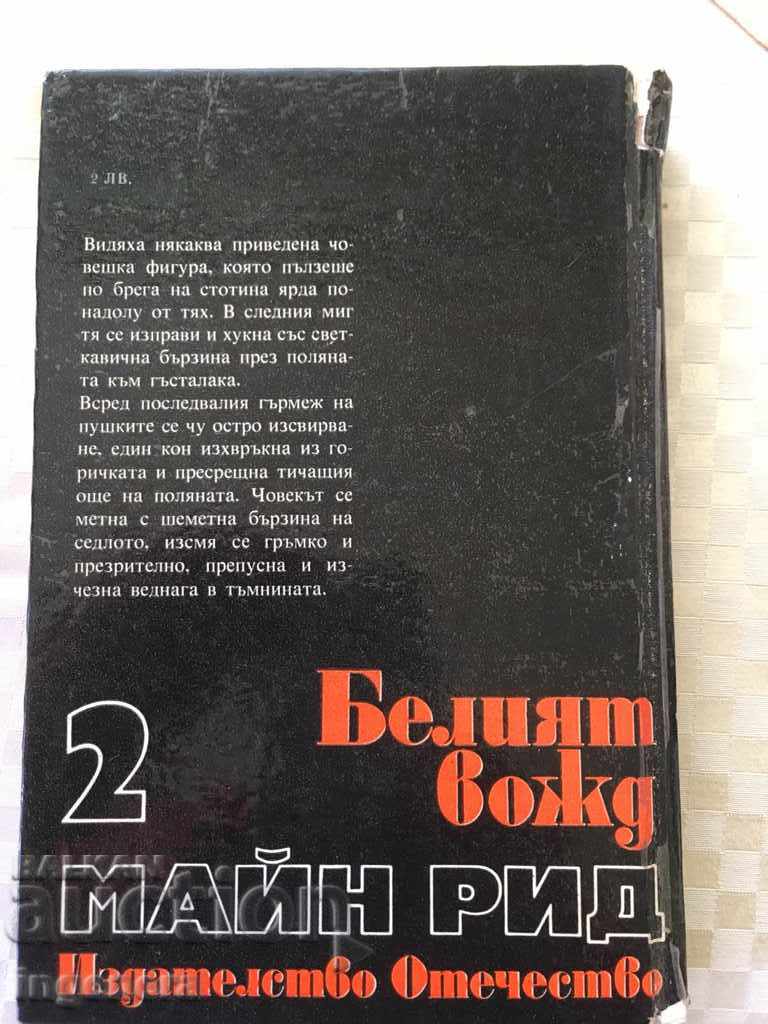 2 ЛВ.
Видяха някаква приведена чо-
вешка фигура, която пълзеше
по брега на стотина ярда по-
надолу от тях. В следния миг
тя се изправи и хукна със свет-
кавична бързина през поляна-
та към гъсталака.
Всред последвалия гърмеж на
пушките се чу остро изсвирва-
не, един кон изхвръкна из го-
ричката и пресрещна тичащия
още на поляната. Човекът се
метна с шеметна бързина на
седлото, изсмя се гръмко и
презрително, препусна и из-
чезна веднага в тъмнината.
2
Белият
вожд
BALKAN
auction
МАЙН РИД
Издателство Отечество